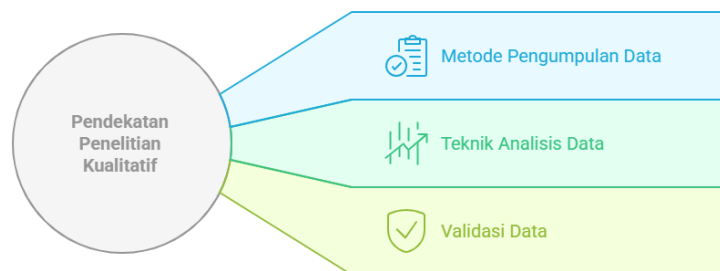 Pendekatan
Penelitian
Kualitatif
Metode Pengumpulan Data
Teknik Analisis Data
Validasi Data